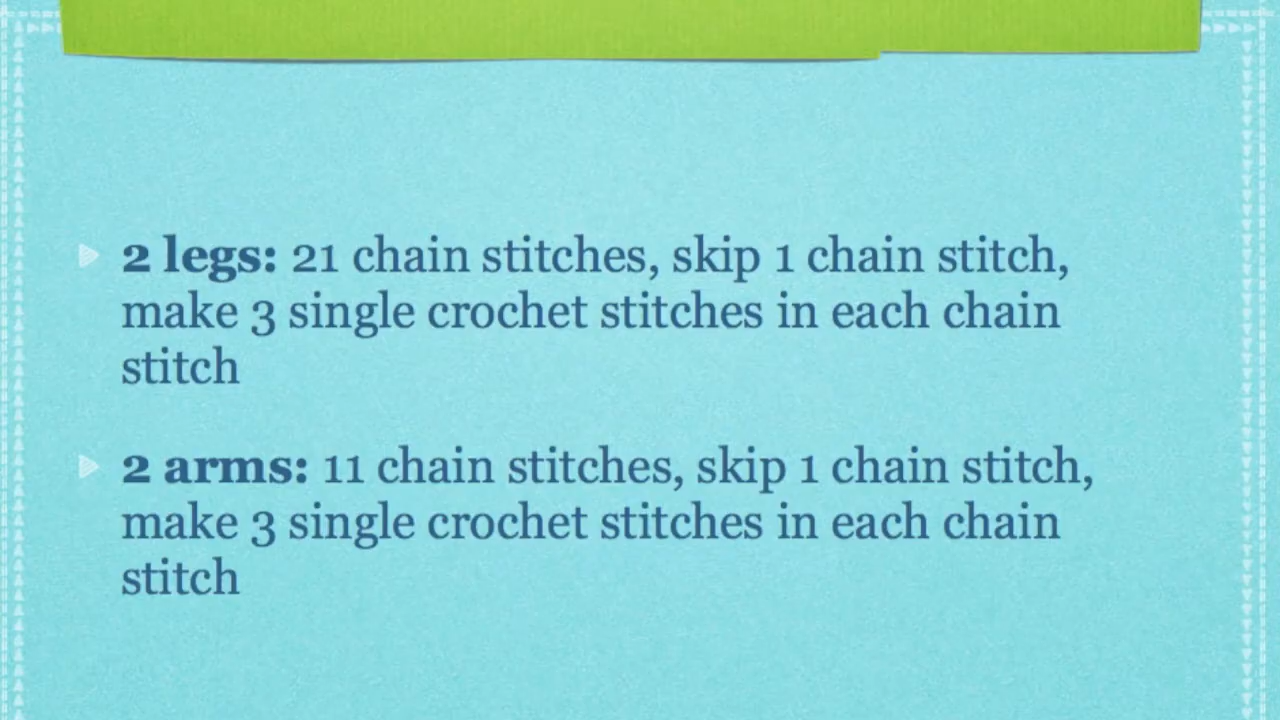 2 legs: 21 chain stitches, skip 1 chain stitch,
make 3 single crochet stitches in each chain
stitch
2 arms: 11 chain stitches, skip 1 chain stitch,
make 3 single crochet stitches in each chain
stitch